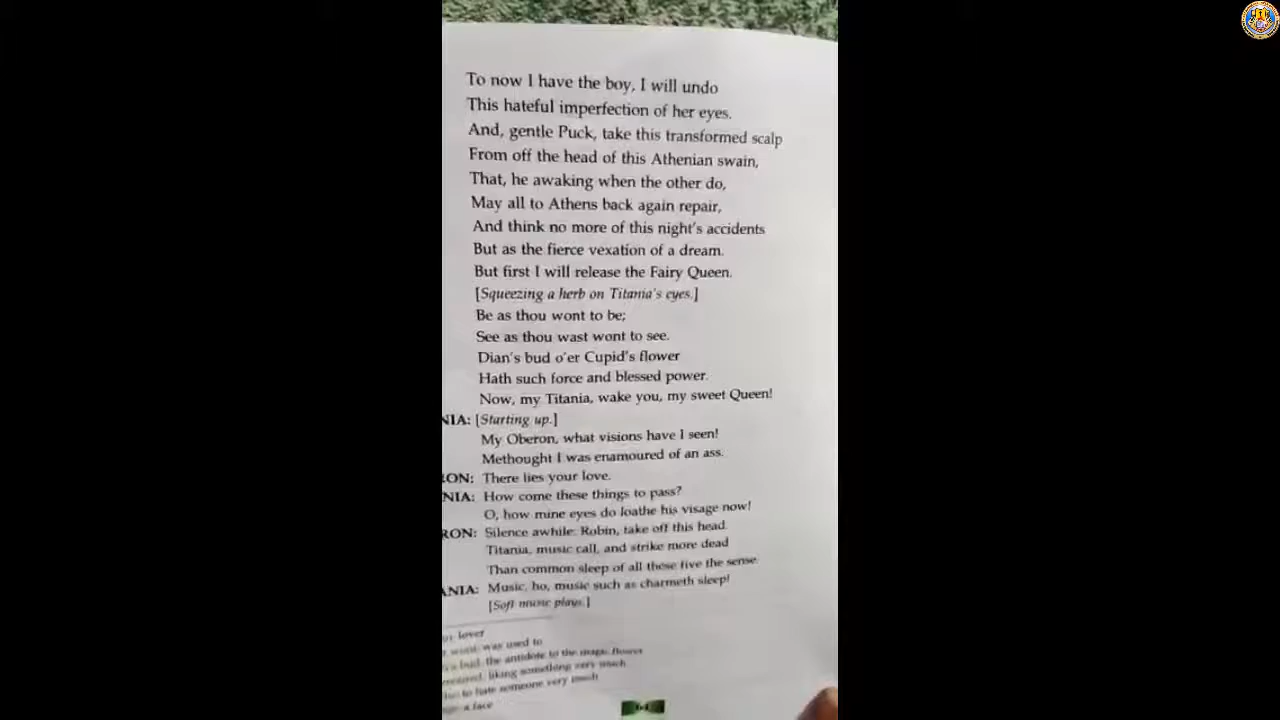 To now I have the boy, I will undo
This hateful imperfection of her eyes.
And, gentle Puck, take this transformed scalp
From off the head of this Athenian swain,
That, he awaking when the other do,
May all to Athens back again repair,
And think no more of this night's accidents
But as the fierce vexation of a dream.
But first I will release the Fairy Queen.
[Squeezing a herb on Titania's eyes.]
Be as thou wont to be;
See as thou wast wont to see.
Dian's bud o'er Cupid's flower
Hath such force and blessed power.
Now, my Titania, wake you, my sweet Queen!
NIA: [Starting up.]
My Oberon, what visions have I seen!
Methought I was enamoured of an ass.
RON: There lies your love.
NIA: How come these things to pass?
O, how mine eyes do loathe his visage now!
RON: Silence awhile. Robin, take off this head.
Titania, music call, and strike more dead
Than common sleep of all these five the sense.
ANIA: Music, ho, music such as charmeth sleep!
[Soft music plays.]
lover
was used to
bud: the antidote to the magic flower
liking something very much
to hate someone very much
a face